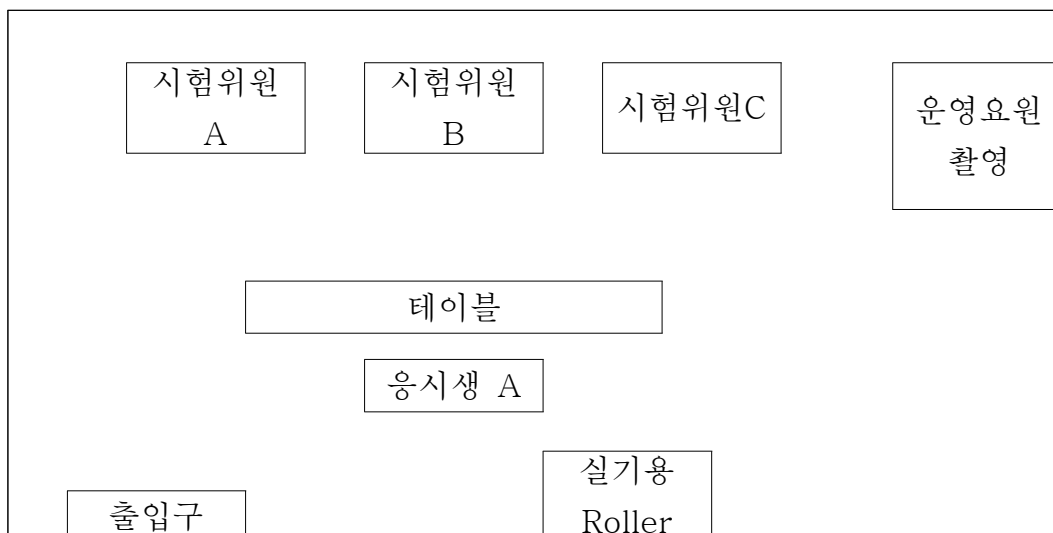 시험위원
A
시험위원
B
시험위원C
운영요원
촬영
테이블
응시생 A
실기용
Roller
출입구